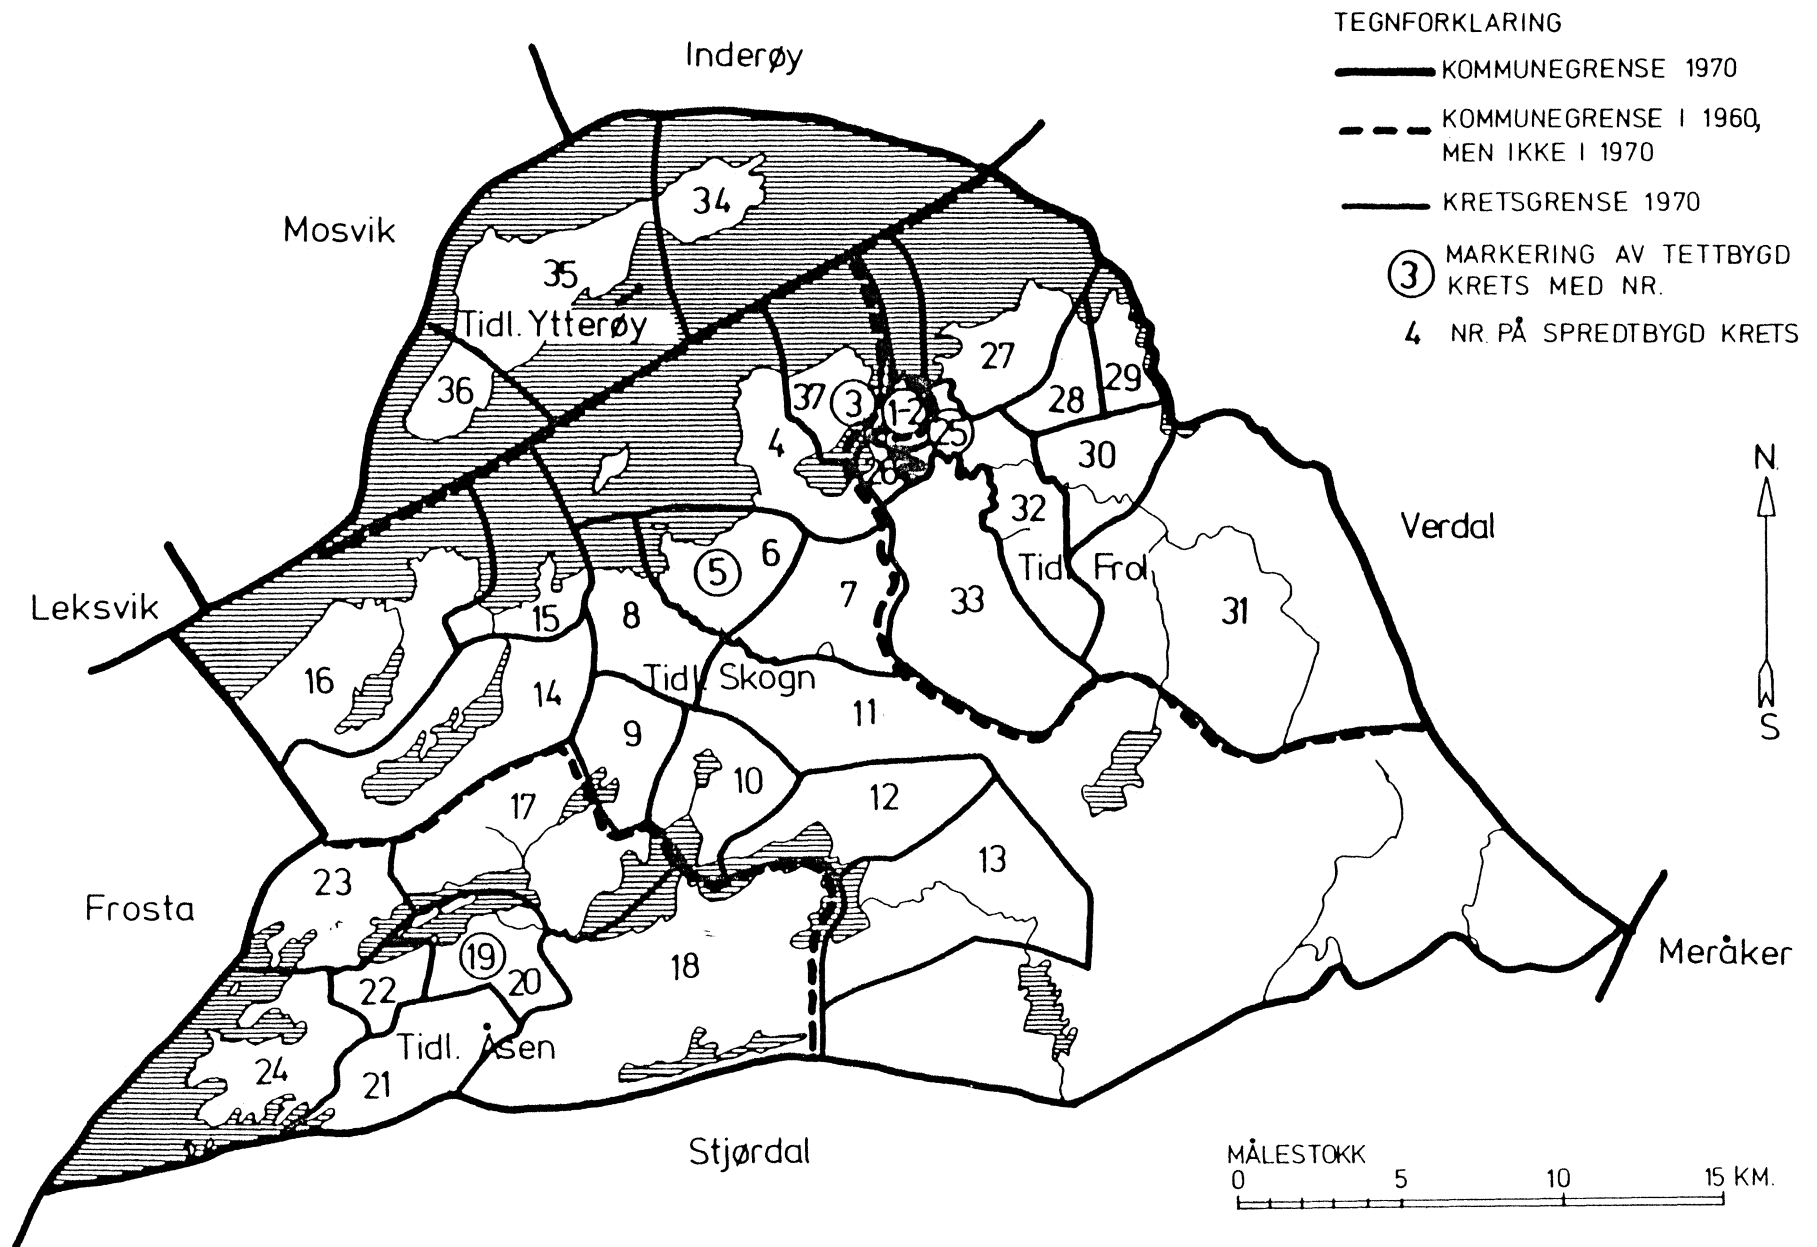 TEGNFORKLARING
KOMMUNEGRENSE 1970
KOMMUNEGRENSE I 1960,
MEN IKKE I 1970
KRETSGRENSE 1970
3 MARKERING AV TETTBYGD
KRETS MED NR.
4 NR. PÅ SPREDTBYGD KRETS
Inderøy
Mosvik
34
35
Tidl. Ytterøy
36
27
29
28
37
3
1-2
25
4
30
26
32
N
Verdal
6
5
7
Tidl. Frol
33
31
Leksvik
15
8
16
14
Tidl. Skogn
11
9
S
10
12
17
13
23
Frosta
19
18
20
22
Meråker
Tidl. Åsen
24
21
Stjørdal
MÅLESTOKK
0 5 10 15 KM.